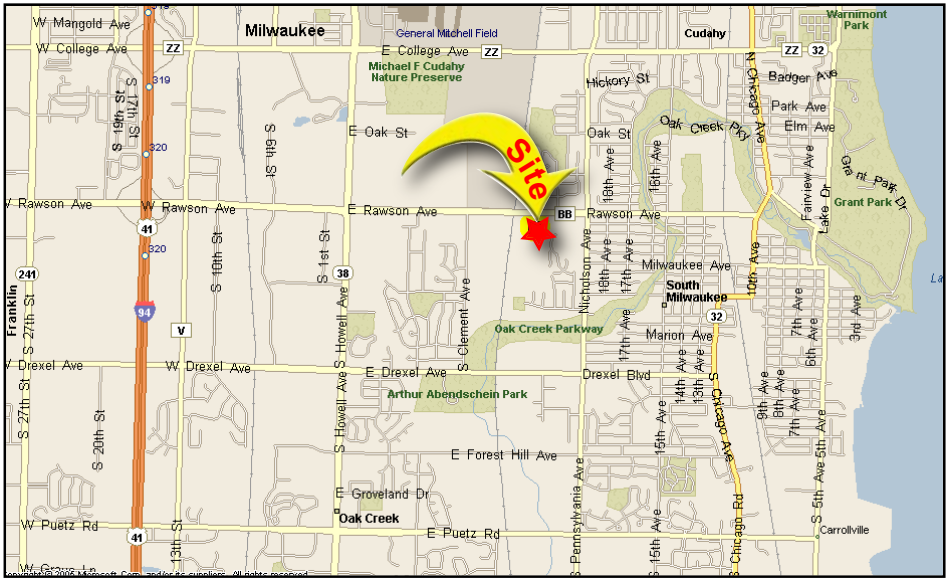 W Mangold Ave
Milwaukee
General Mitchell Field
Cudahy
Warnimont
Park
W College Ave
ZZ
E College Ave
ZZ
ZZ
32
Michael F Cudahy
Nature Preserve
319
S 19th St
S 17th St
Hickory St
N Chicago Ave
Badger Ave
Park Ave
Elm Ave
S 6th St
E Oak St
Oak St
Oak Creek Pky
320
Site
18th Ave
16th Ave
Fairview Ave
Lake Dr
Grant Park Dr
Grant Park
W Rawson Ave
W Rawson Ave
E Rawson Ave
BB
Rawson Ave
41
320
S 10th St
S 1st St
241
38
Franklin
S 27th St
94
V
S Howell Ave
S Clement Ave
Nicholson Ave
18th Ave
17th Ave
Milwaukee Ave
10th Ave
South
Milwaukee
32
Oak Creek Parkway
17th Ave
Marion Ave
7th Ave
6th Ave
3rd Ave
W Drexel Ave
W Drexel Ave
E Drexel Ave
Drexel Blvd
Arthur Abendschein Park
14th Ave
13th Ave
S Chicago Ave
9th Ave
8th Ave
7th Ave
S 27th St
S 20th St
S Howell Ave
15th Ave
S 5th Ave
5th Ave
E Forest Hill Ave
E Groveland Dr
Oak Creek
Pennsylvania Ave
W Puetz Rd
41
13th St
E Puetz Rd
S 15th Ave
Chicago Rd
Carrollville